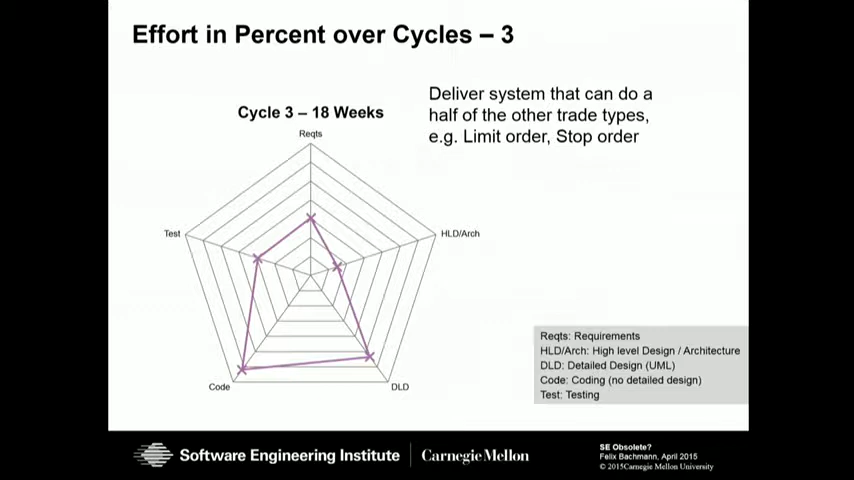 Effort in Percent over Cycles – 3
Deliver system that can do a
half of the other trade types,
e.g. Limit order, Stop order
Cycle 3 – 18 Weeks
Reqts
Test
HLD/Arch
Code
DLD
Reqts: Requirements
HLD/Arch: High level Design / Architecture
DLD: Detailed Design (UML)
Code: Coding (no detailed design)
Test: Testing
Software Engineering Institute
Carnegie Mellon
SE Obsolete?
Felix Bachmann, April 2015
© 2015Carnegie Mellon University